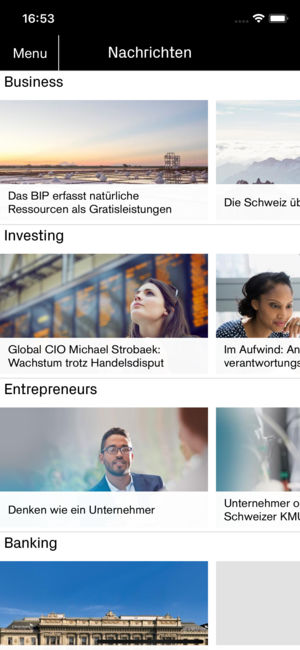 16:53
Menu
Nachrichten
Business
Das BIP erfasst natürliche
Ressourcen als Gratisleistungen
Die Schweiz üb
Investing
Global CIO Michael Strobaek:
Wachstum trotz Handelsdisput
Im Aufwind: An
verantwortungs
Entrepreneurs
Denken wie ein Unternehmer
Unternehmer o
Schweizer KMU
Banking